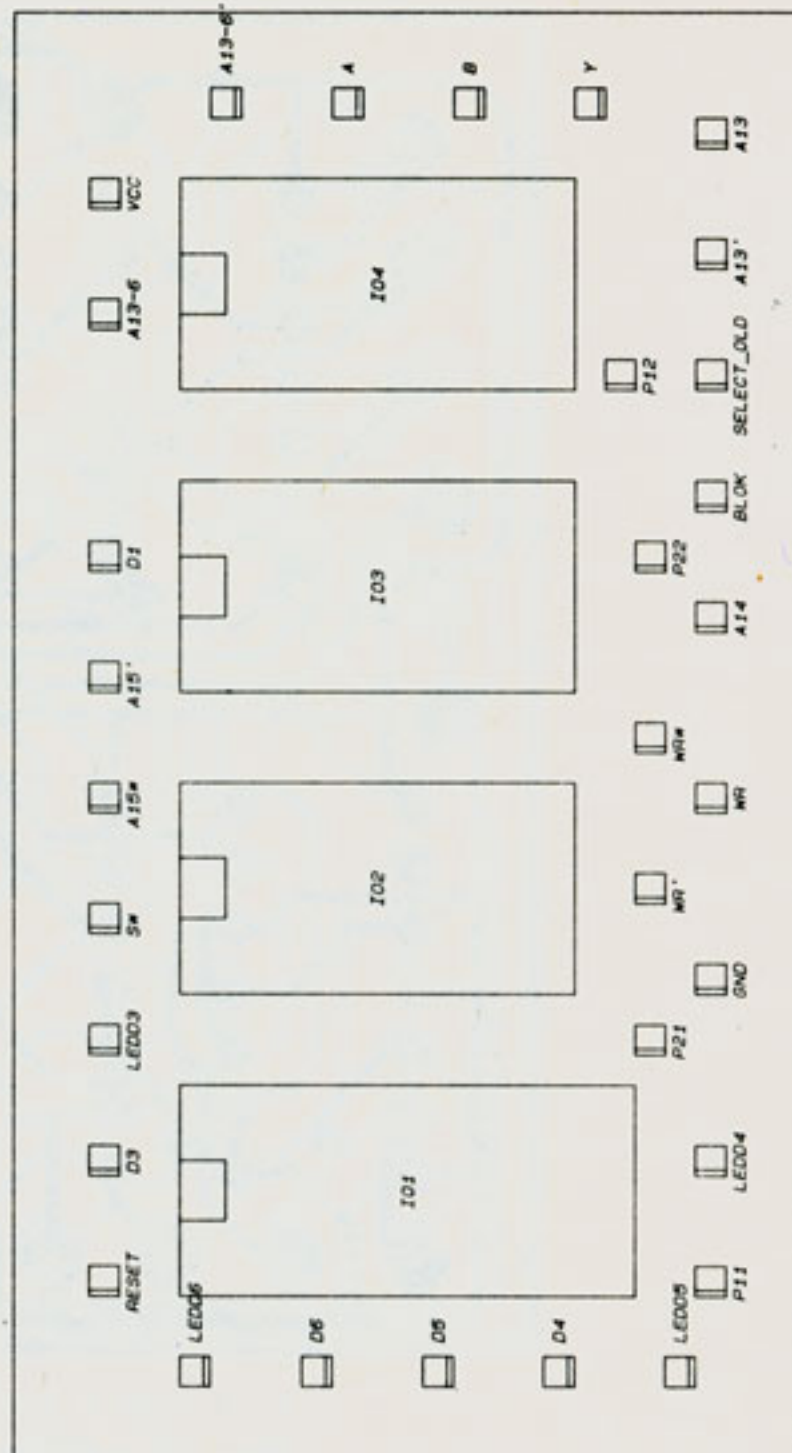 A13-6'
A
B
Y
VCC
A13-6
D1
A15'
A15*
S*
LEDD3
D3
RESET
IO4
IO3
IO2
IO1
P12
P22
WR*
WR'
P21
A13
A13'
SELECT_OLD
BLOK
A14
WR
GND
LEDD4
P11
LEDD6
D6
D5
D4
LEDD5